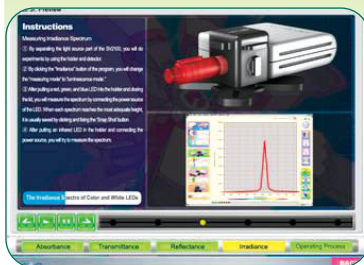 Preview
Instructions
Measuring Irradiance Spectrum
① By separating the light source part of the SV2100, you will do
experiments by using the holder and detector.
② By clicking the "Irradiance" button of the program, you will change
the "measuring mode" to "luminescence mode."
③ After putting a red, green, and blue LED into the holder and closing
the lid, you will measure the spectrum by connecting the power source
of the LED. When each spectrum reaches the most adequate height,
it is usually saved by clicking and fixing the "Snap Shot" button.
④ After putting an infrared LED in the holder and connecting the
power source, you will try to measure the spectrum.
The Irradiance Spectra of Color and White LEDs
Absorbance Transmittance Reflectance Irradiance Operating Process